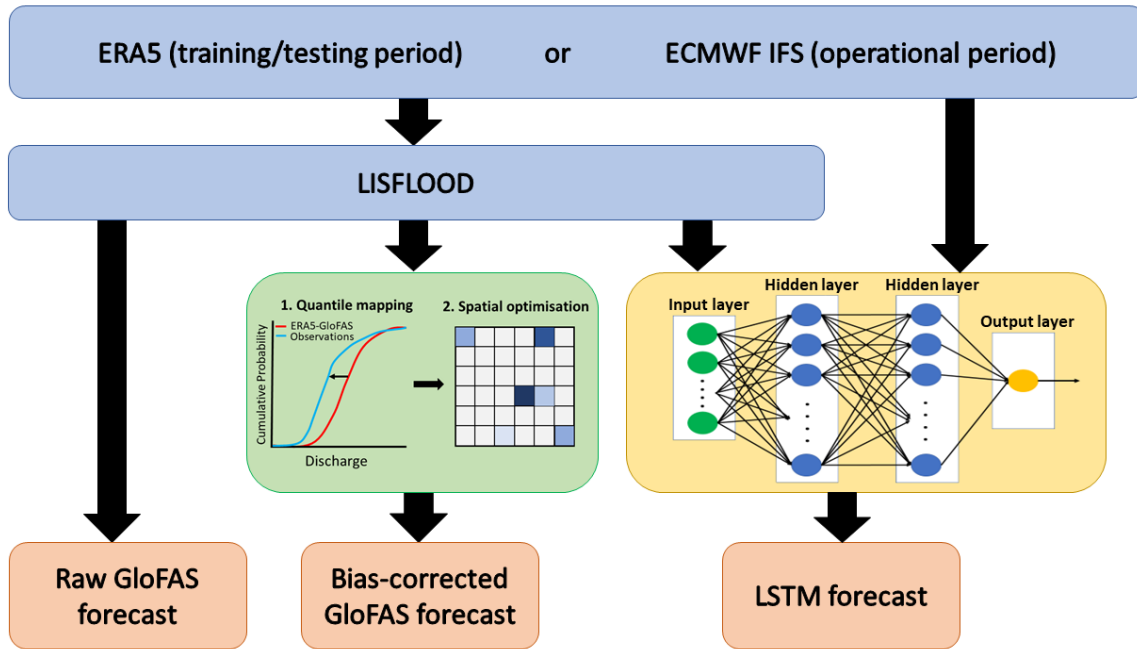 ERA5 (training/testing period) or ECMWF IFS (operational period)
LISFLOOD
1. Quantile mapping
ERA5-GloFAS
Observations
Cumulative Probability
Discharge
2. Spatial optimisation
Input layer
Hidden layer
Hidden layer
Output layer
Raw GloFAS
forecast
Bias-corrected
GloFAS forecast
LSTM forecast